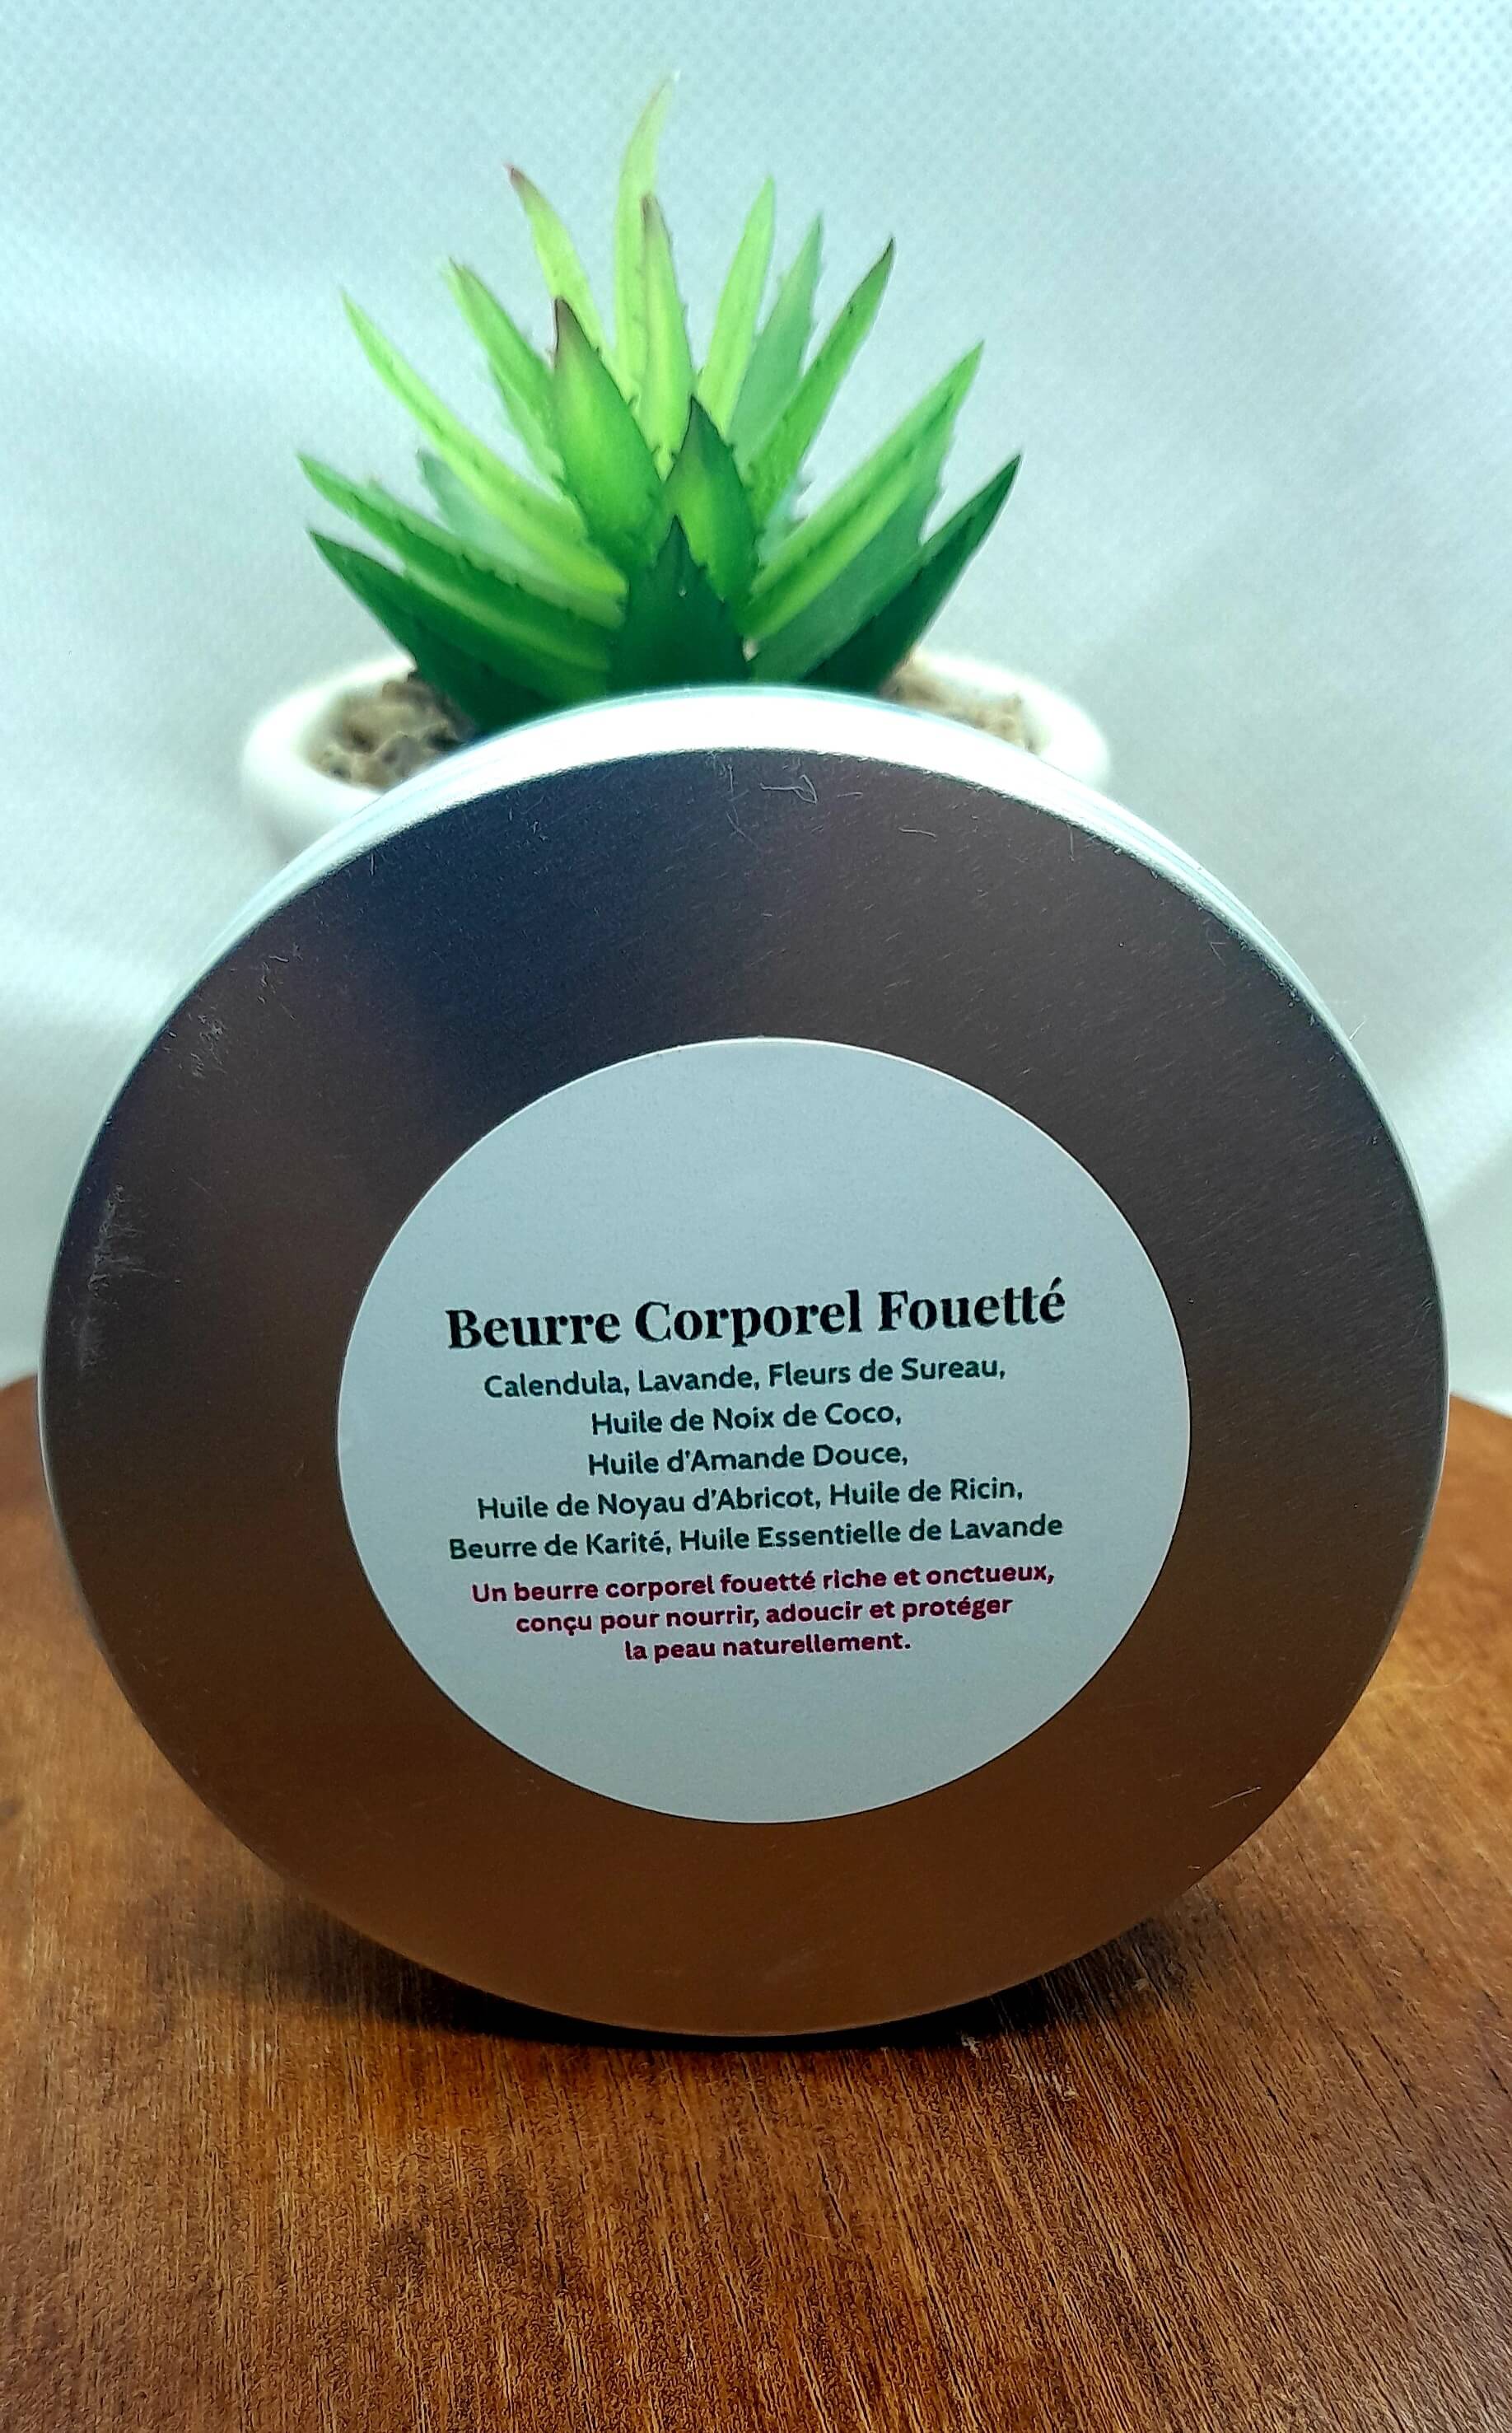 Beurre Corporel Fouetté
Calendula, Lavande, Fleurs de Sureau,
Huile de Noix de Coco,
Huile d'Amande Douce,
Huile de Noyau d'Abricot, Huile de Ricin,
Beurre de Karité, Huile Essentielle de Lavande
Un beurre corporel fouetté riche et onctueux,
conçu pour nourrir, adoucir et protéger
la peau naturellement.